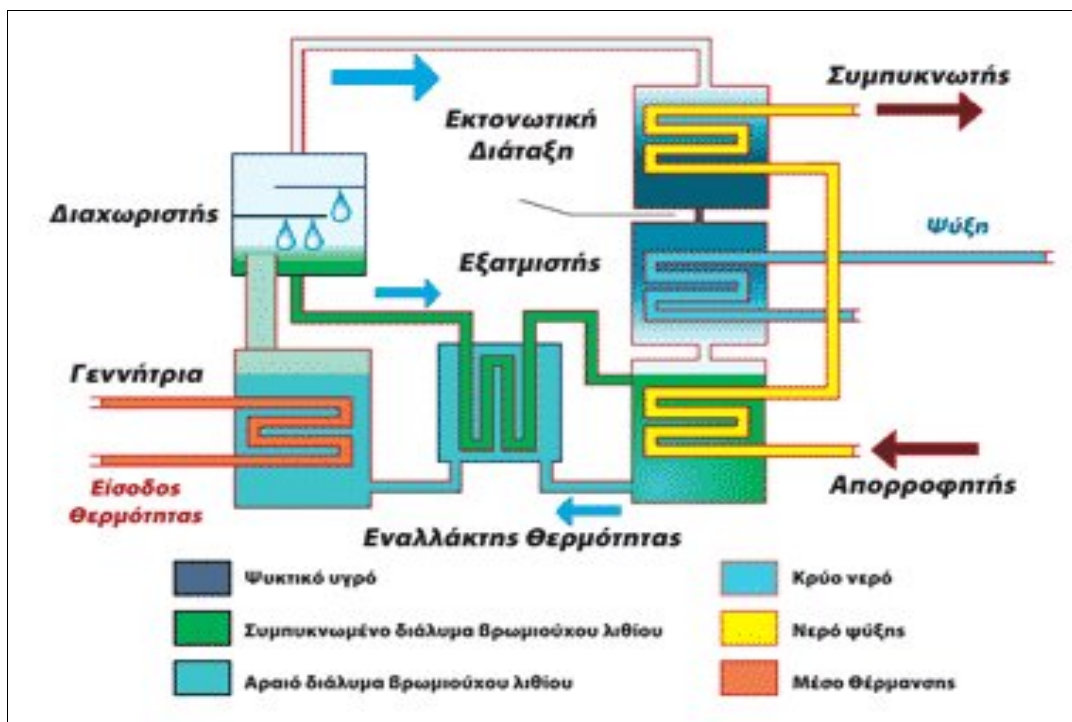 Συμπυκνωτής
Εκτονωτική
Διάταξη
Διαχωριστής
Ψύξη
Εξατμιστής
Γεννήτρια
Είσοδος
Θερμότητας
Απορροφητής
Εναλλάκτης Θερμότητας
Ψυκτικό υγρό
Κρύο νερό
Συμπυκνωμένο διάλυμα βρωμιούχου λιθίου
Νερό ψύξης
Αραιό διάλυμα βρωμιούχου λιθίου
Μέσο θέρμανσης